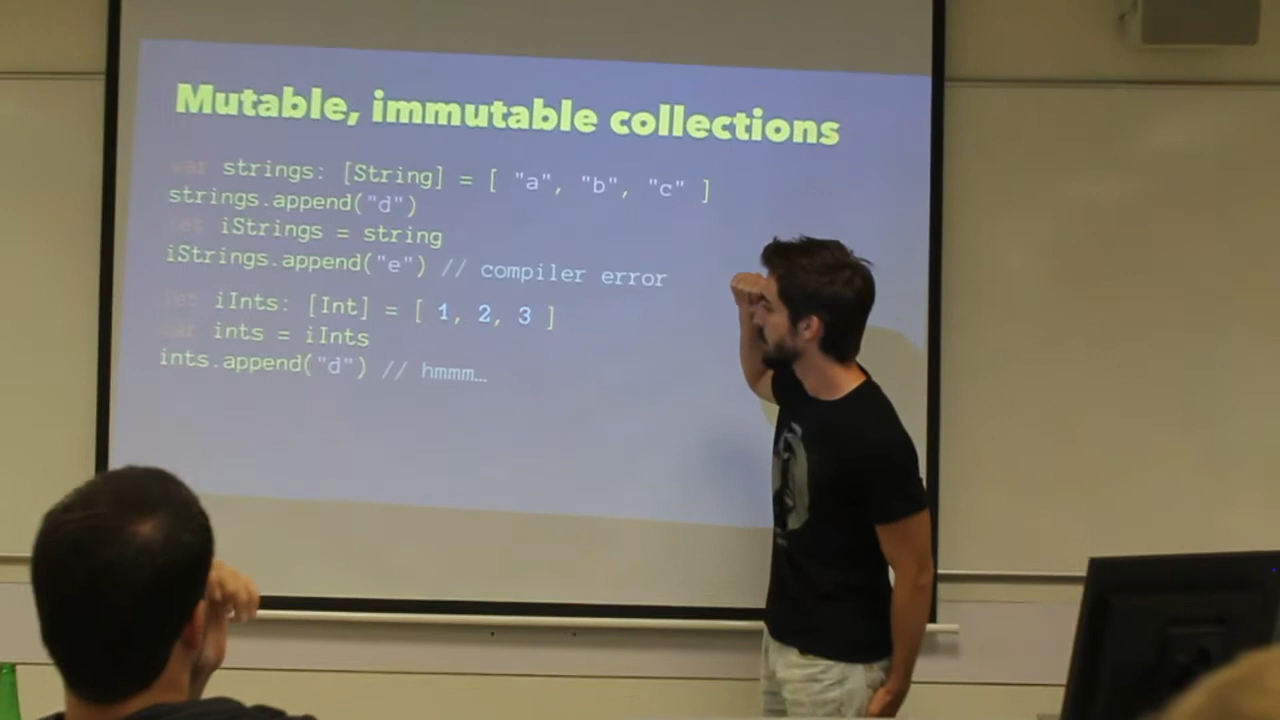 Mutable, immutable collections
var strings: [String] = [ "a", "b", "c" ]
strings.append("d")
let iStrings = string
iStrings.append("e") // compiler error
let iInts: [Int] = [ 1, 2, 3 ]
var ints = iInts
ints.append("d") // hmmm…